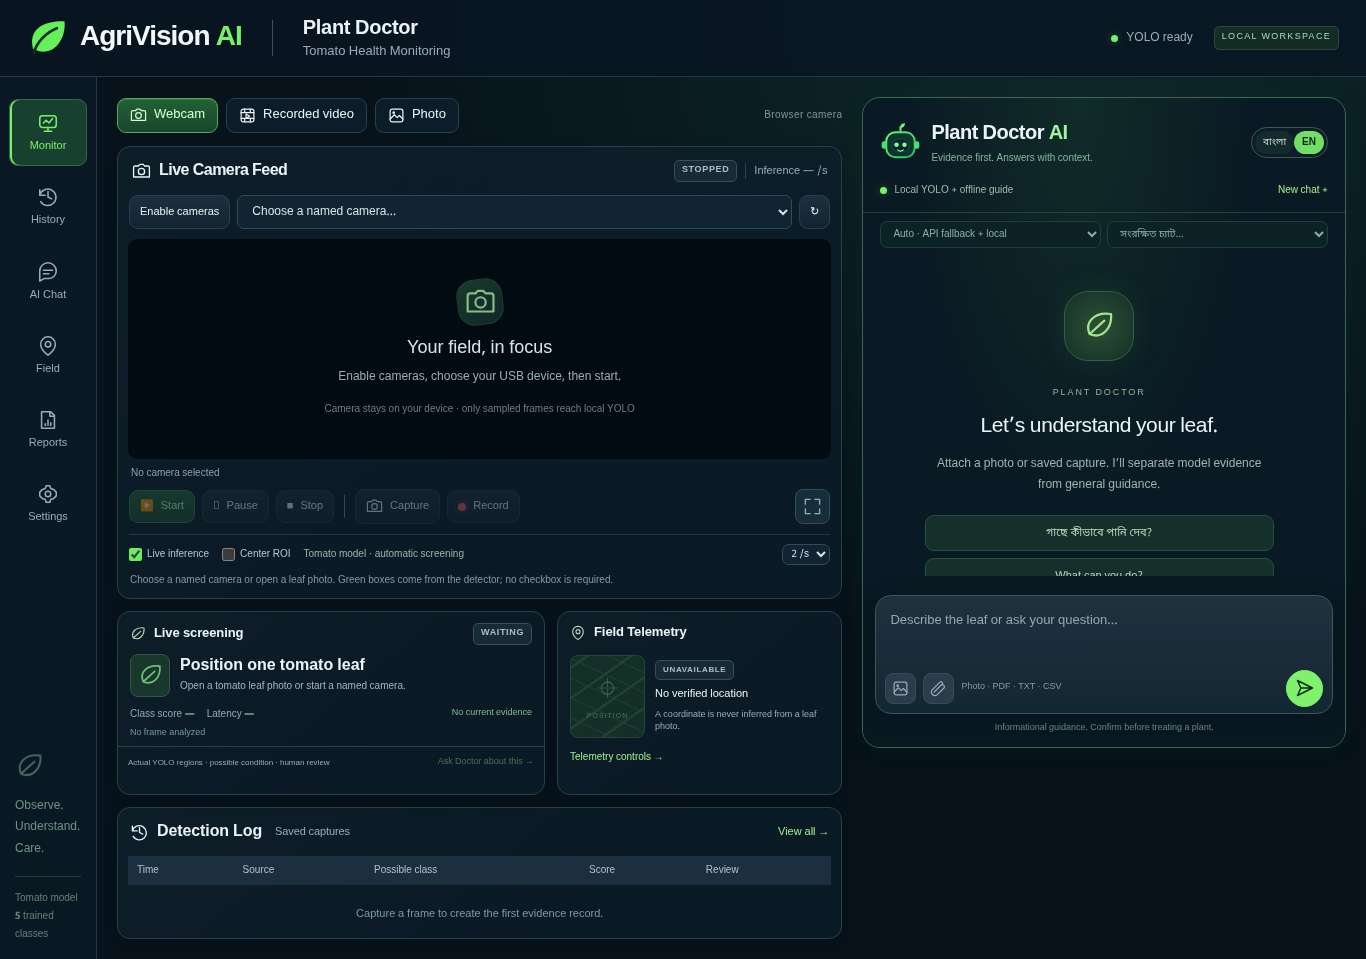 AgriVision AI
Plant Doctor
Tomato Health Monitoring
YOLO ready
LOCAL WORKSPACE
Monitor
History
AI Chat
Field
Reports
Settings
Observe.
Understand.
Care.
Tomato model
5 trained
classes
Webcam
Recorded video
Photo
Browser camera
Live Camera Feed
STOPPED
Inference — /s
Enable cameras
Choose a named camera...
↻
Your field, in focus
Enable cameras, choose your USB device, then start.
Camera stays on your device · only sampled frames reach local YOLO
No camera selected
Start
Pause
Stop
Capture
Record
Live inference
Center ROI
Tomato model · automatic screening
2 /s
Choose a named camera or open a leaf photo. Green boxes come from the detector; no checkbox is required.
Live screening
WAITING
Position one tomato leaf
Open a tomato leaf photo or start a named camera.
Class score — Latency —
No current evidence
No frame analyzed
Actual YOLO regions · possible condition · human review
Ask Doctor about this →
Field Telemetry
POSITION
UNAVAILABLE
No verified location
A coordinate is never inferred from a leaf
photo.
Telemetry controls →
Detection Log
Saved captures
View all →
Time Source Possible class Score Review
Capture a frame to create the first evidence record.
Plant Doctor AI
Evidence first. Answers with context.
বাংলা
EN
Local YOLO + offline guide
New chat +
Auto · API fallback + local
সংরক্ষিত চ্যাট...
PLANT DOCTOR
Let's understand your leaf.
Attach a photo or saved capture. I'll separate model evidence
from general guidance.
গাছে কীভাবে পানি দেব?
What can you do?
Describe the leaf or ask your question...
Photo · PDF · TXT · CSV
Informational guidance. Confirm before treating a plant.